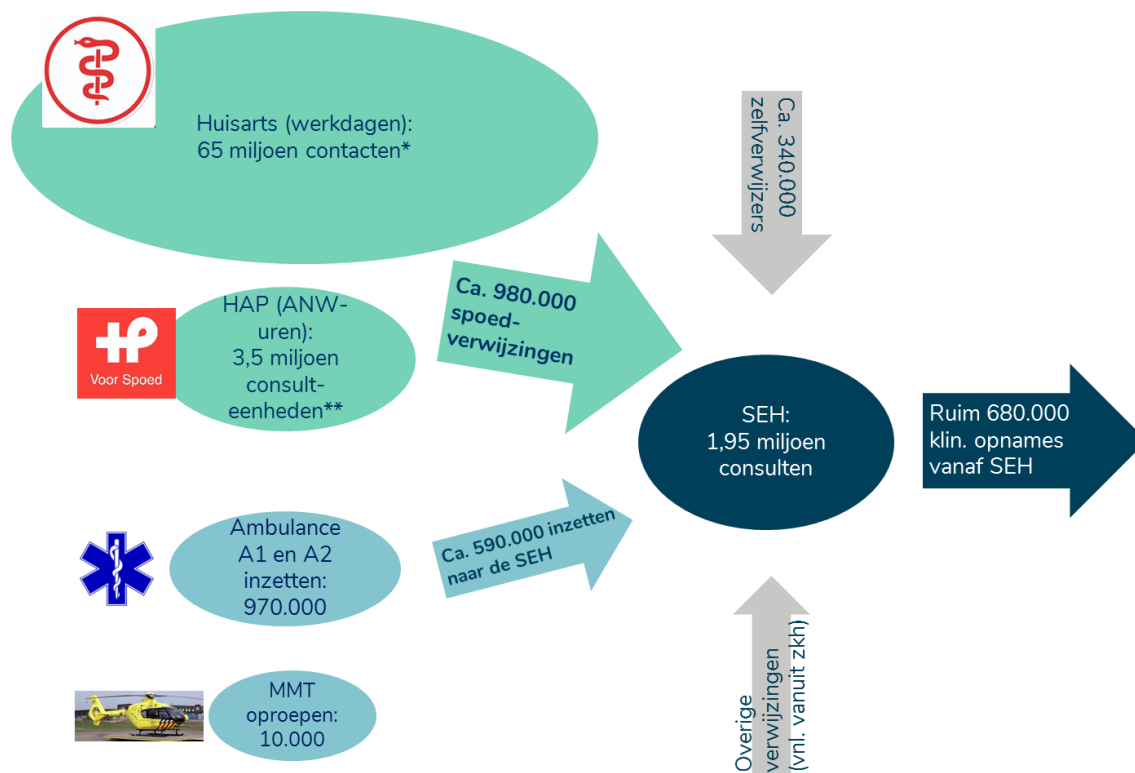 Huisarts (werkdagen):
65 miljoen contacten*
Ca. 340.000
zelfverwijzers
HAP (ANW-
uren):
3,5 miljoen
consult-
eenheden**
Voor Spoed
Ca. 980.000
spoed-
verwijzingen
SEH:
1,95 miljoen
consulten
Ruim 680.000
klin. opnames
vanaf SEH
Ambulance
A1 en A2
inzetten:
970.000
Ca. 590.000 inzetten
naar de SEH
MMT
oproepen:
10.000
Overige
verwijzingen
(vnl. vanuit zkh)